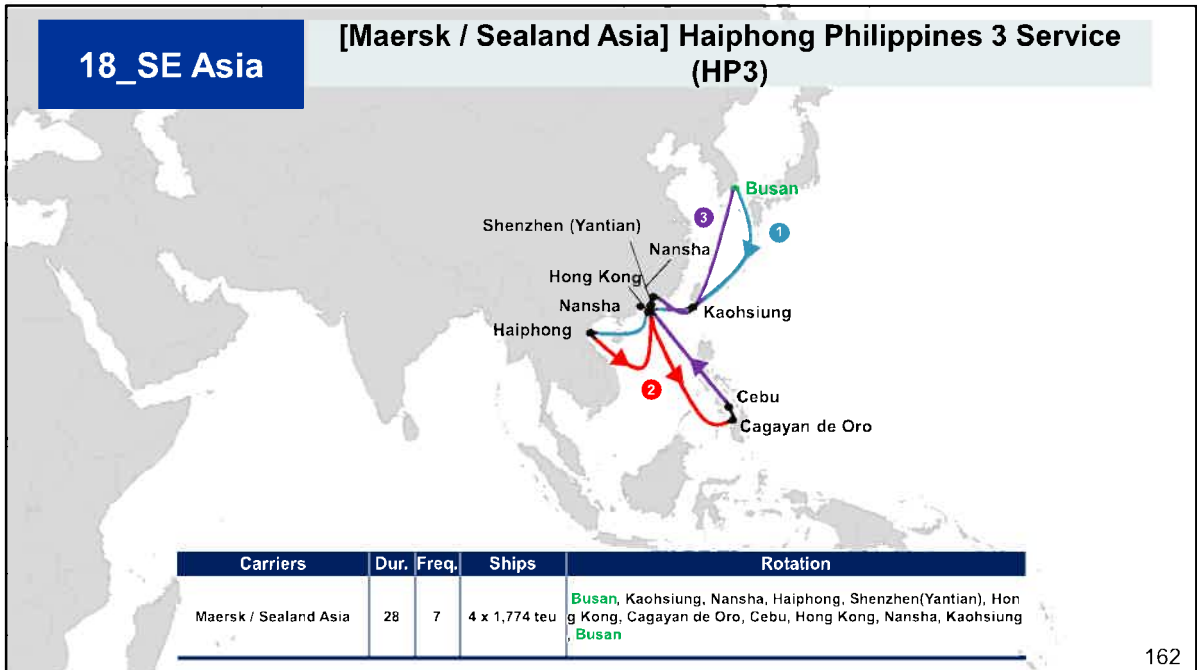 18_SE Asia
[Maersk / Sealand Asia] Haiphong Philippines 3 Service
(HP3)
Busan
3
1
Shenzhen (Yantian)
Nansha
Hong Kong
Nansha
Kaohsiung
Haiphong
2
Cebu
Cagayan de Oro
Carriers Dur. Freq. Ships Rotation
Maersk / Sealand Asia 28 7 4 x 1,774 teu
Busan, Kaohsiung, Nansha, Haiphong, Shenzhen(Yantian), Hon
g Kong, Cagayan de Oro, Cebu, Hong Kong, Nansha, Kaohsiung
, Busan
162